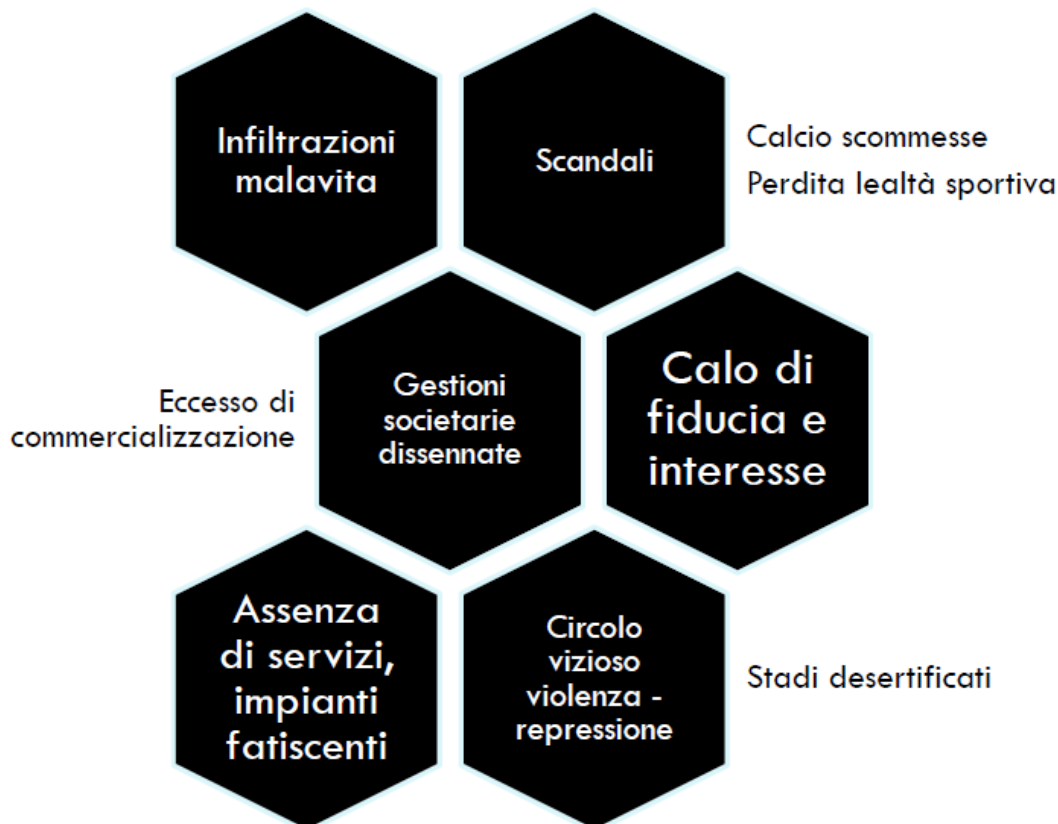 Infiltrazioni
malavita
Scandali
Calcio scommesse
Perdita lealtà sportiva
Eccesso di
commercializzazione
Gestioni
societarie
dissennate
Calo di
fiducia e
interesse
Assenza
di servizi,
impianti
fatiscenti
Circolo
vizioso
violenza -
repressione
Stadi desertificati